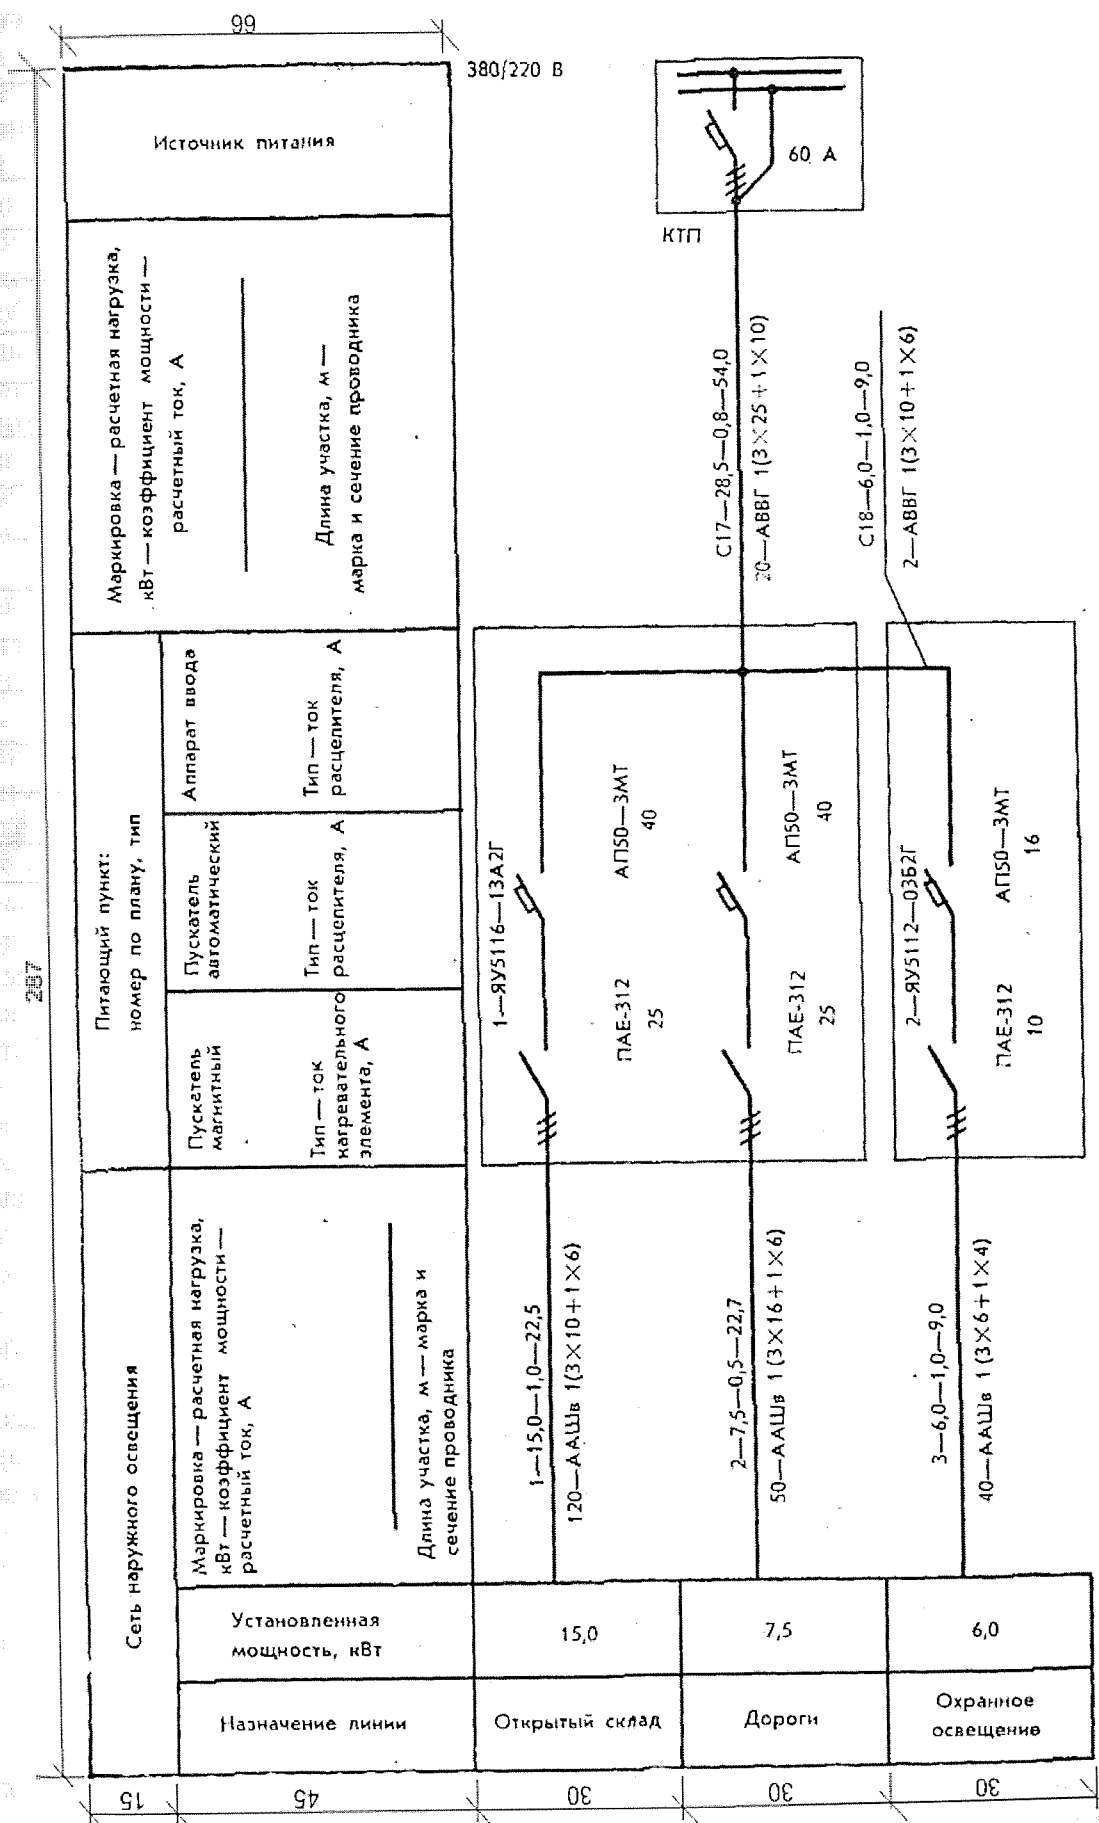 99
287
380/220 В
Источник питания
60 А
КТП
Маркировка — расчетная нагрузка,
кВт — коэффициент мощности —
расчетный ток, А
Длина участка, м —
марка и сечение проводника
С17—28,5—0,8—54,0
20—АВВГ 1(3×25+1×10)
С18—6,0—1,0—9,0
2—АВВГ 1(3×10+1×6)
Питающий пункт:
номер по плану, тип
Аппарат ввода
Тип — ток
расцепителя, А
Пускатель
автоматический
Тип — ток
расцепителя, А
Пускатель
магнитный
Тип — ток
нагревательного
элемента, А
1—ЯУ5116—13А2Г
АП50—3МТ
40
ПАЕ-312
25
АП50—3МТ
40
ПАЕ-312
25
2—ЯУ5112—03Б2Г
АП50—3МТ
16
ПАЕ-312
10
Сеть наружного освещения
Маркировка — расчетная нагрузка,
кВт — коэффициент мощности —
расчетный ток, А
Длина участка, м — марка и
сечение проводника
1—15,0—1,0—22,5
120—ААШв 1(3×10+1×6)
2—7,5—0,5—22,7
50—ААШв 1(3×16+1×6)
3—6,0—1,0—9,0
40—ААШв 1(3×6+1×4)
Установленная
мощность, кВт
15,0
7,5
6,0
Назначение линии
Открытый склад
Дороги
Охранное
освещение
15
45
30
30
30